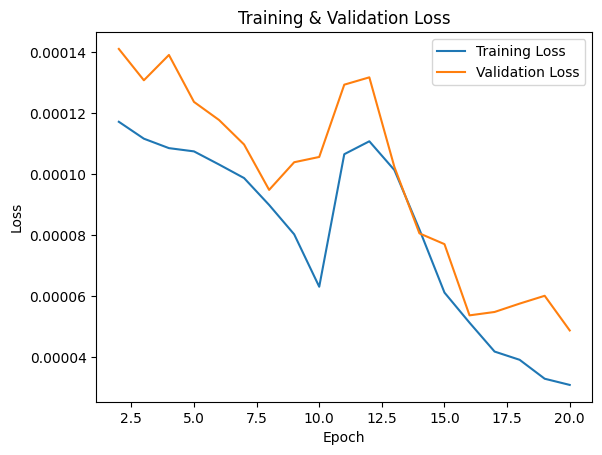 Training & Validation Loss
Training Loss
Validation Loss
0.00014
0.00012
0.00010
0.00008
0.00006
0.00004
Loss
2.5 5.0 7.5 10.0 12.5 15.0 17.5 20.0
Epoch